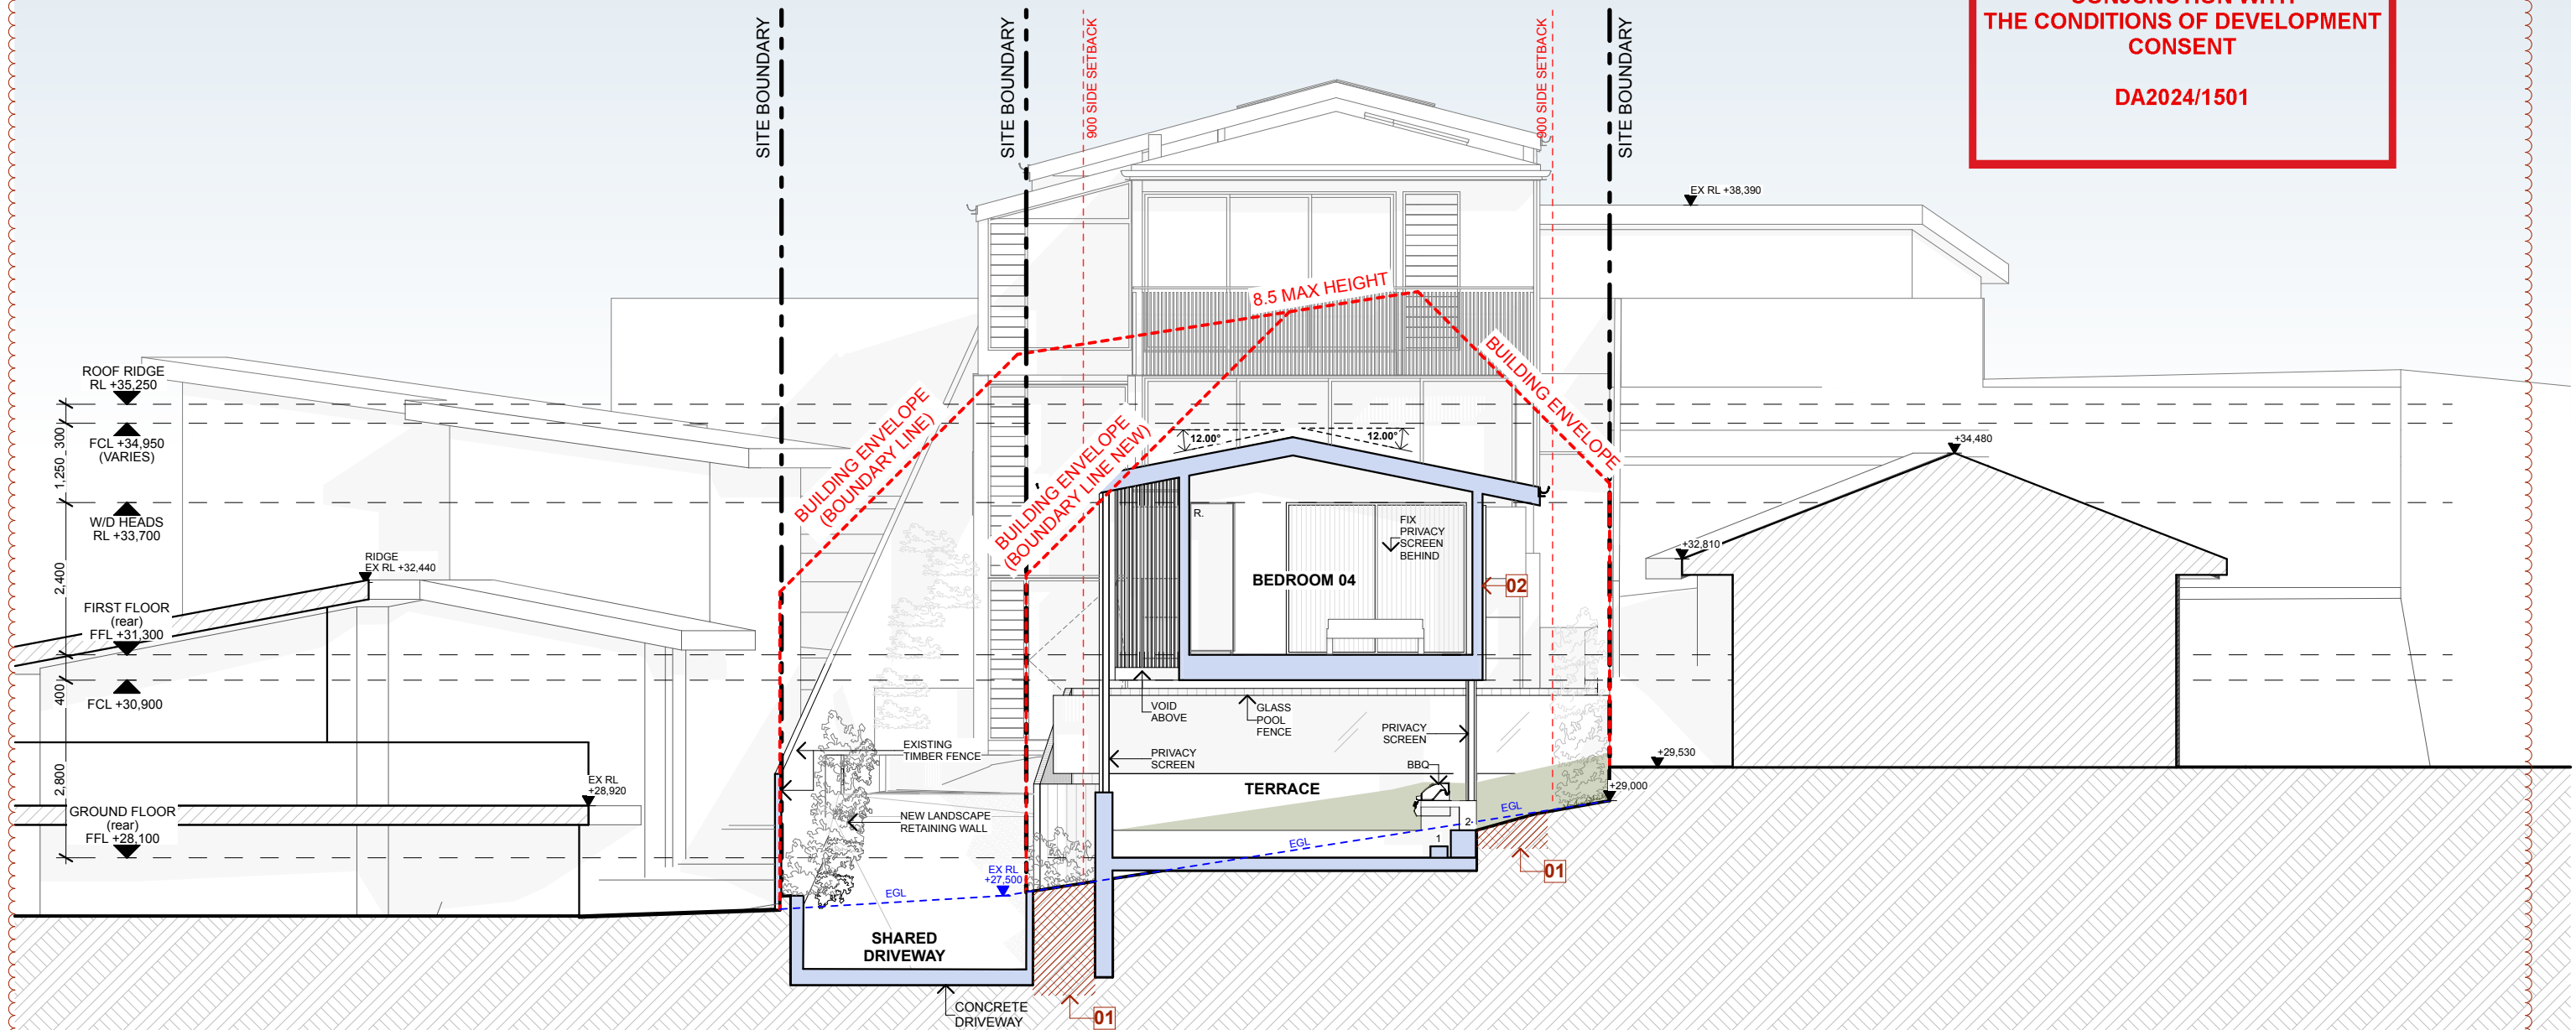 THE CONDITIONS OF DEVELOPMENT
CONSENT
DA2024/1501
SITE BOUNDARY
SITE BOUNDARY
900 SIDE SETBACK
900 SIDE SETBACK
SITE BOUNDARY
EX RL +38,390
8.5 MAX HEIGHT
BUILDING ENVELOPE
BUILDING ENVELOPE
(BOUNDARY LINE)
BUILDING ENVELOPE
(BOUNDARY LINE NEW)
ROOF RIDGE
RL +35,250
300
FCL +34,950
(VARIES)
1,250
W/D HEADS
RL +33,700
2,400
RIDGE
EX RL +32,440
FIRST FLOOR
(rear)
FFL +31,300
400
FCL +30,900
2,800
GROUND FLOOR
(rear)
FFL +28,100
EX RL
+28,920
12.00°
12.00°
+34,480
+32,810
R.
FIX
PRIVACY
SCREEN
BEHIND
BEDROOM 04
02
VOID
ABOVE
GLASS
POOL
FENCE
PRIVACY
SCREEN
PRIVACY
SCREEN
EXISTING
TIMBER FENCE
BBQ
+29,530
TERRACE
+29,000
NEW LANDSCAPE
RETAINING WALL
EGL
2
1
EGL
EX RL
+27,500
EGL
01
SHARED
DRIVEWAY
CONCRETE
DRIVEWAY
01